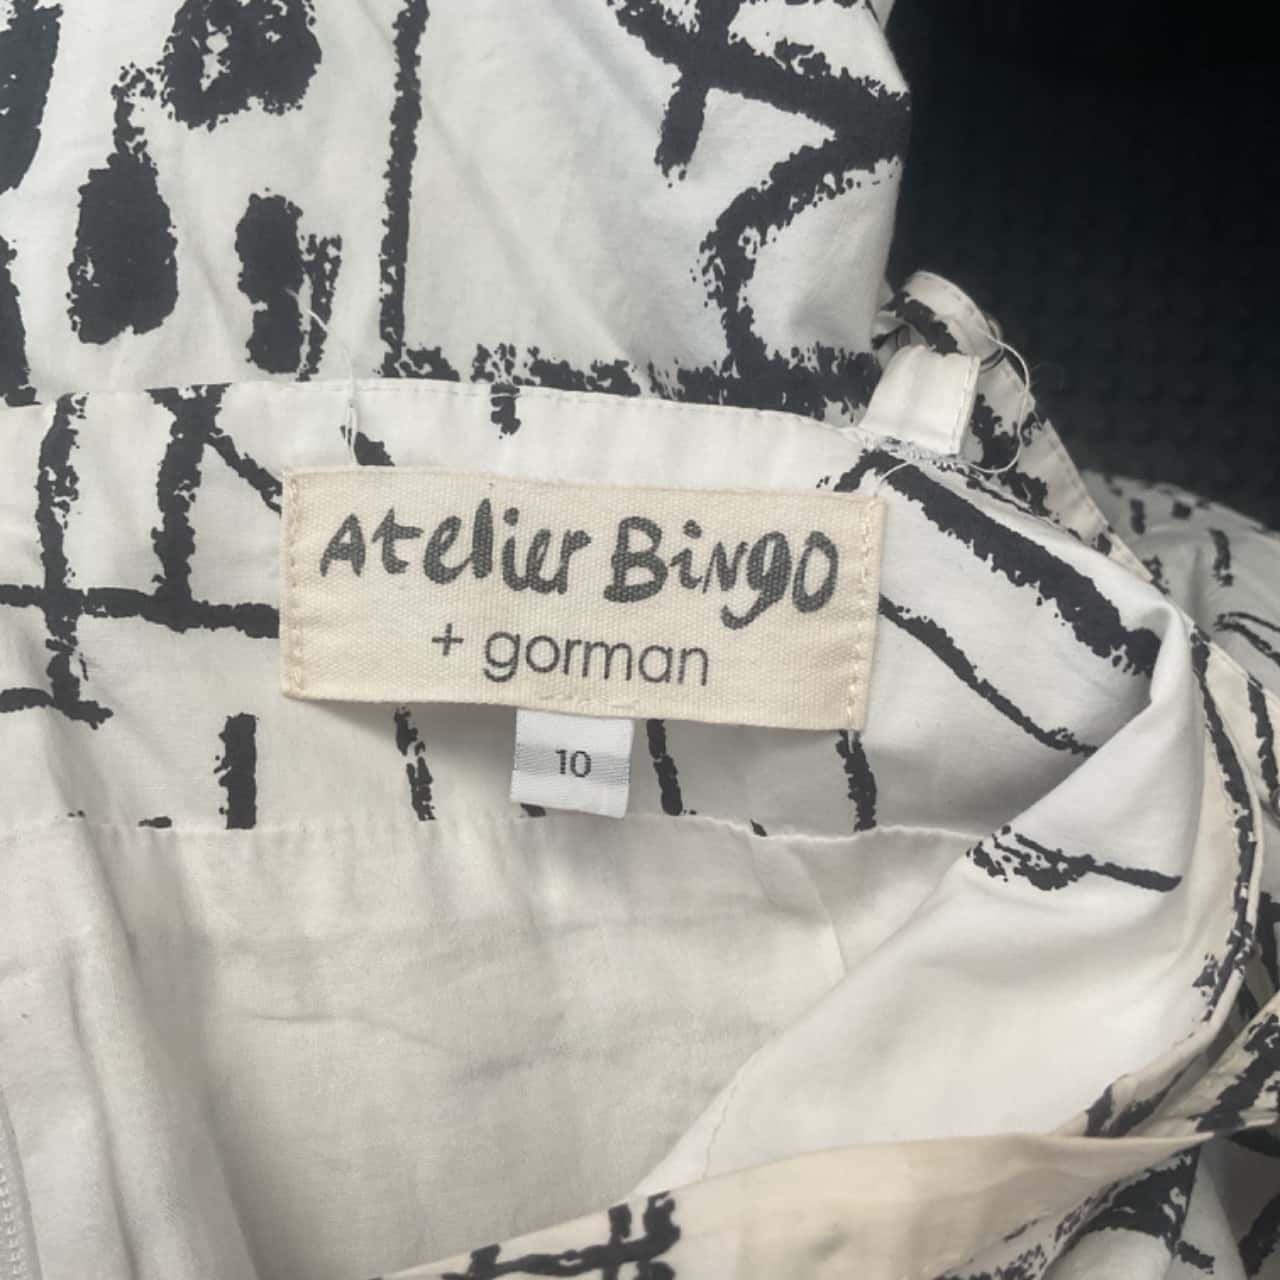 Atelier BiNgO
+ gorman
10